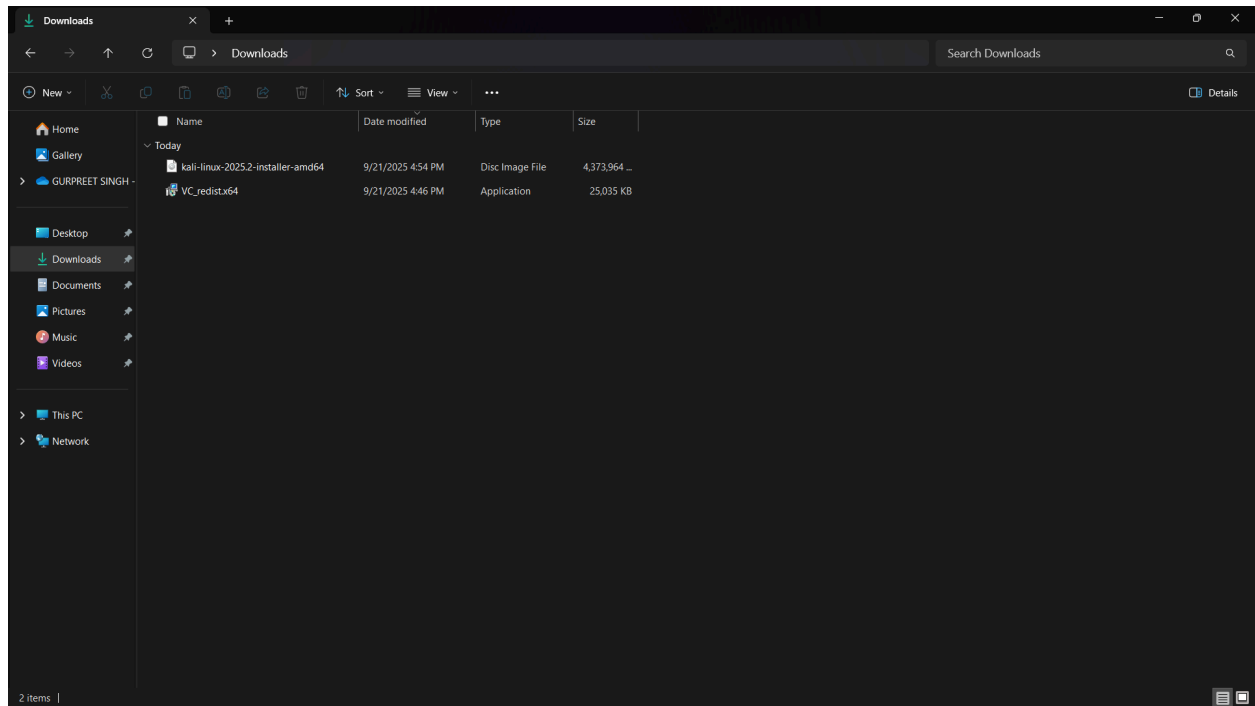 Downloads
Downloads
Search Downloads
New
Sort
View
Details
Home
Gallery
GURPREET SINGH -
Desktop
Downloads
Documents
Pictures
Music
Videos
This PC
Network
Name Date modified Type Size
Today
kali-linux-2025.2-installer-amd64 9/21/2025 4:54 PM Disc Image File 4,373,964 ...
VC_redist.x64 9/21/2025 4:46 PM Application 25,035 KB
2 items